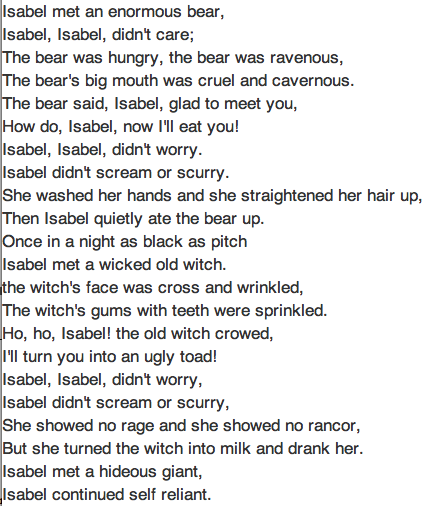 Isabel met an enormous bear,
Isabel, Isabel, didn't care;
The bear was hungry, the bear was ravenous,
The bear's big mouth was cruel and cavernous.
The bear said, Isabel, glad to meet you,
How do, Isabel, now I'll eat you!
Isabel, Isabel, didn't worry.
Isabel didn't scream or scurry.
She washed her hands and she straightened her hair up,
Then Isabel quietly ate the bear up.
Once in a night as black as pitch
Isabel met a wicked old witch.
the witch's face was cross and wrinkled,
The witch's gums with teeth were sprinkled.
Ho, ho, Isabel! the old witch crowed,
I'll turn you into an ugly toad!
Isabel, Isabel, didn't worry,
Isabel didn't scream or scurry,
She showed no rage and she showed no rancor,
But she turned the witch into milk and drank her.
Isabel met a hideous giant,
Isabel continued self reliant.